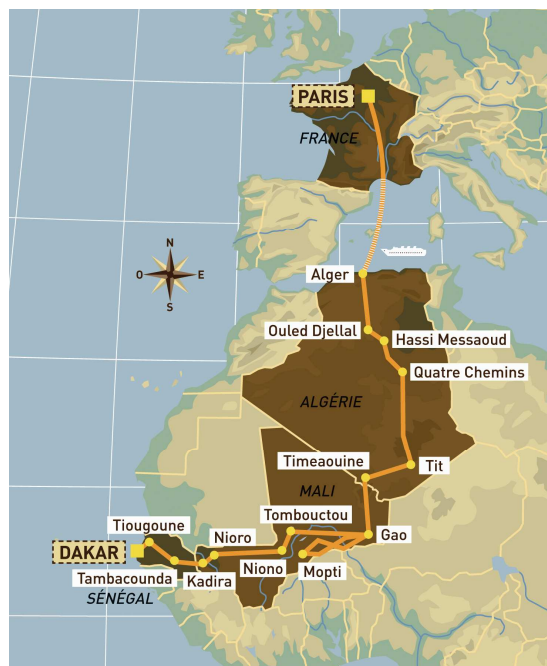 PARIS
FRANCE
N
O
E
S
Alger
Ouled Djellal
Hassi Messaoud
Quatre Chemins
ALGÉRIE
Timeaouine
Tit
MALI
Tombouctou
Tiougoune
Nioro
Gao
DAKAR
Niono
Mopti
Tambacounda
Kadira
SÉNÉGAL